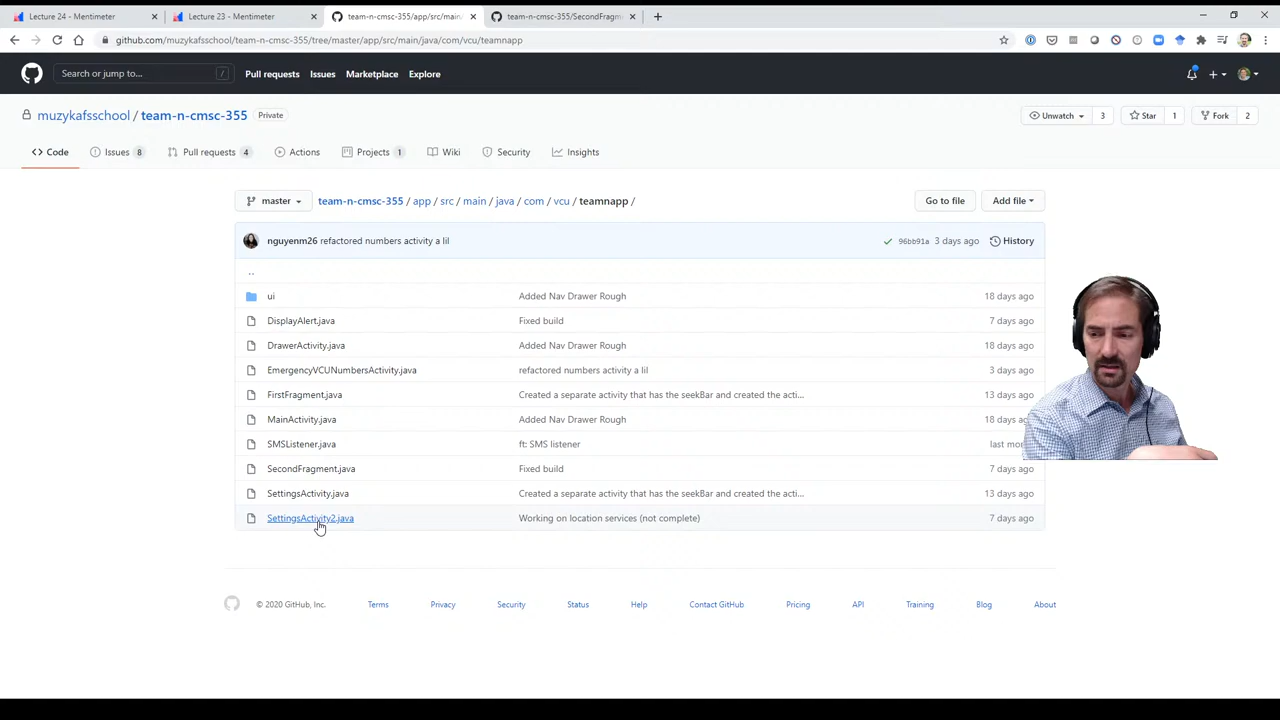 Lecture 24 - Mentimeter
Lecture 23 - Mentimeter
team-n-cmsc-355/app/src/main/
team-n-cmsc-355/SecondFragm
github.com/muzykafsschool/team-n-cmsc-355/tree/master/app/src/main/java/com/vcu/teamnapp
Search or jump to... /
Pull requests Issues Marketplace Explore
muzykafsschool / team-n-cmsc-355 Private
Unwatch 3 Star 1 Fork 2
Code Issues 8 Pull requests 4 Actions Projects 1 Wiki Security Insights
master team-n-cmsc-355 / app / src / main / java / com / vcu / teamnapp / Go to file Add file
nguyenm26 refactored numbers activity a lil 96bb91a 3 days ago History
..
ui Added Nav Drawer Rough 18 days ago
DisplayAlert.java Fixed build 7 days ago
DrawerActivity.java Added Nav Drawer Rough 18 days ago
EmergencyVCUNumbersActivity.java refactored numbers activity a lil 3 days ago
FirstFragment.java Created a separate activity that has the seekBar and created the acti... 13 days ago
MainActivity.java Added Nav Drawer Rough 18 days ag
SMSListener.java ft: SMS listener last mon
SecondFragment.java Fixed build 7 days ago
SettingsActivity.java Created a separate activity that has the seekBar and created the acti... 13 days ago
SettingsActivity2.java Working on location services (not complete) 7 days ago
© 2020 GitHub, Inc. Terms Privacy Security Status Help Contact GitHub Pricing API Training Blog About